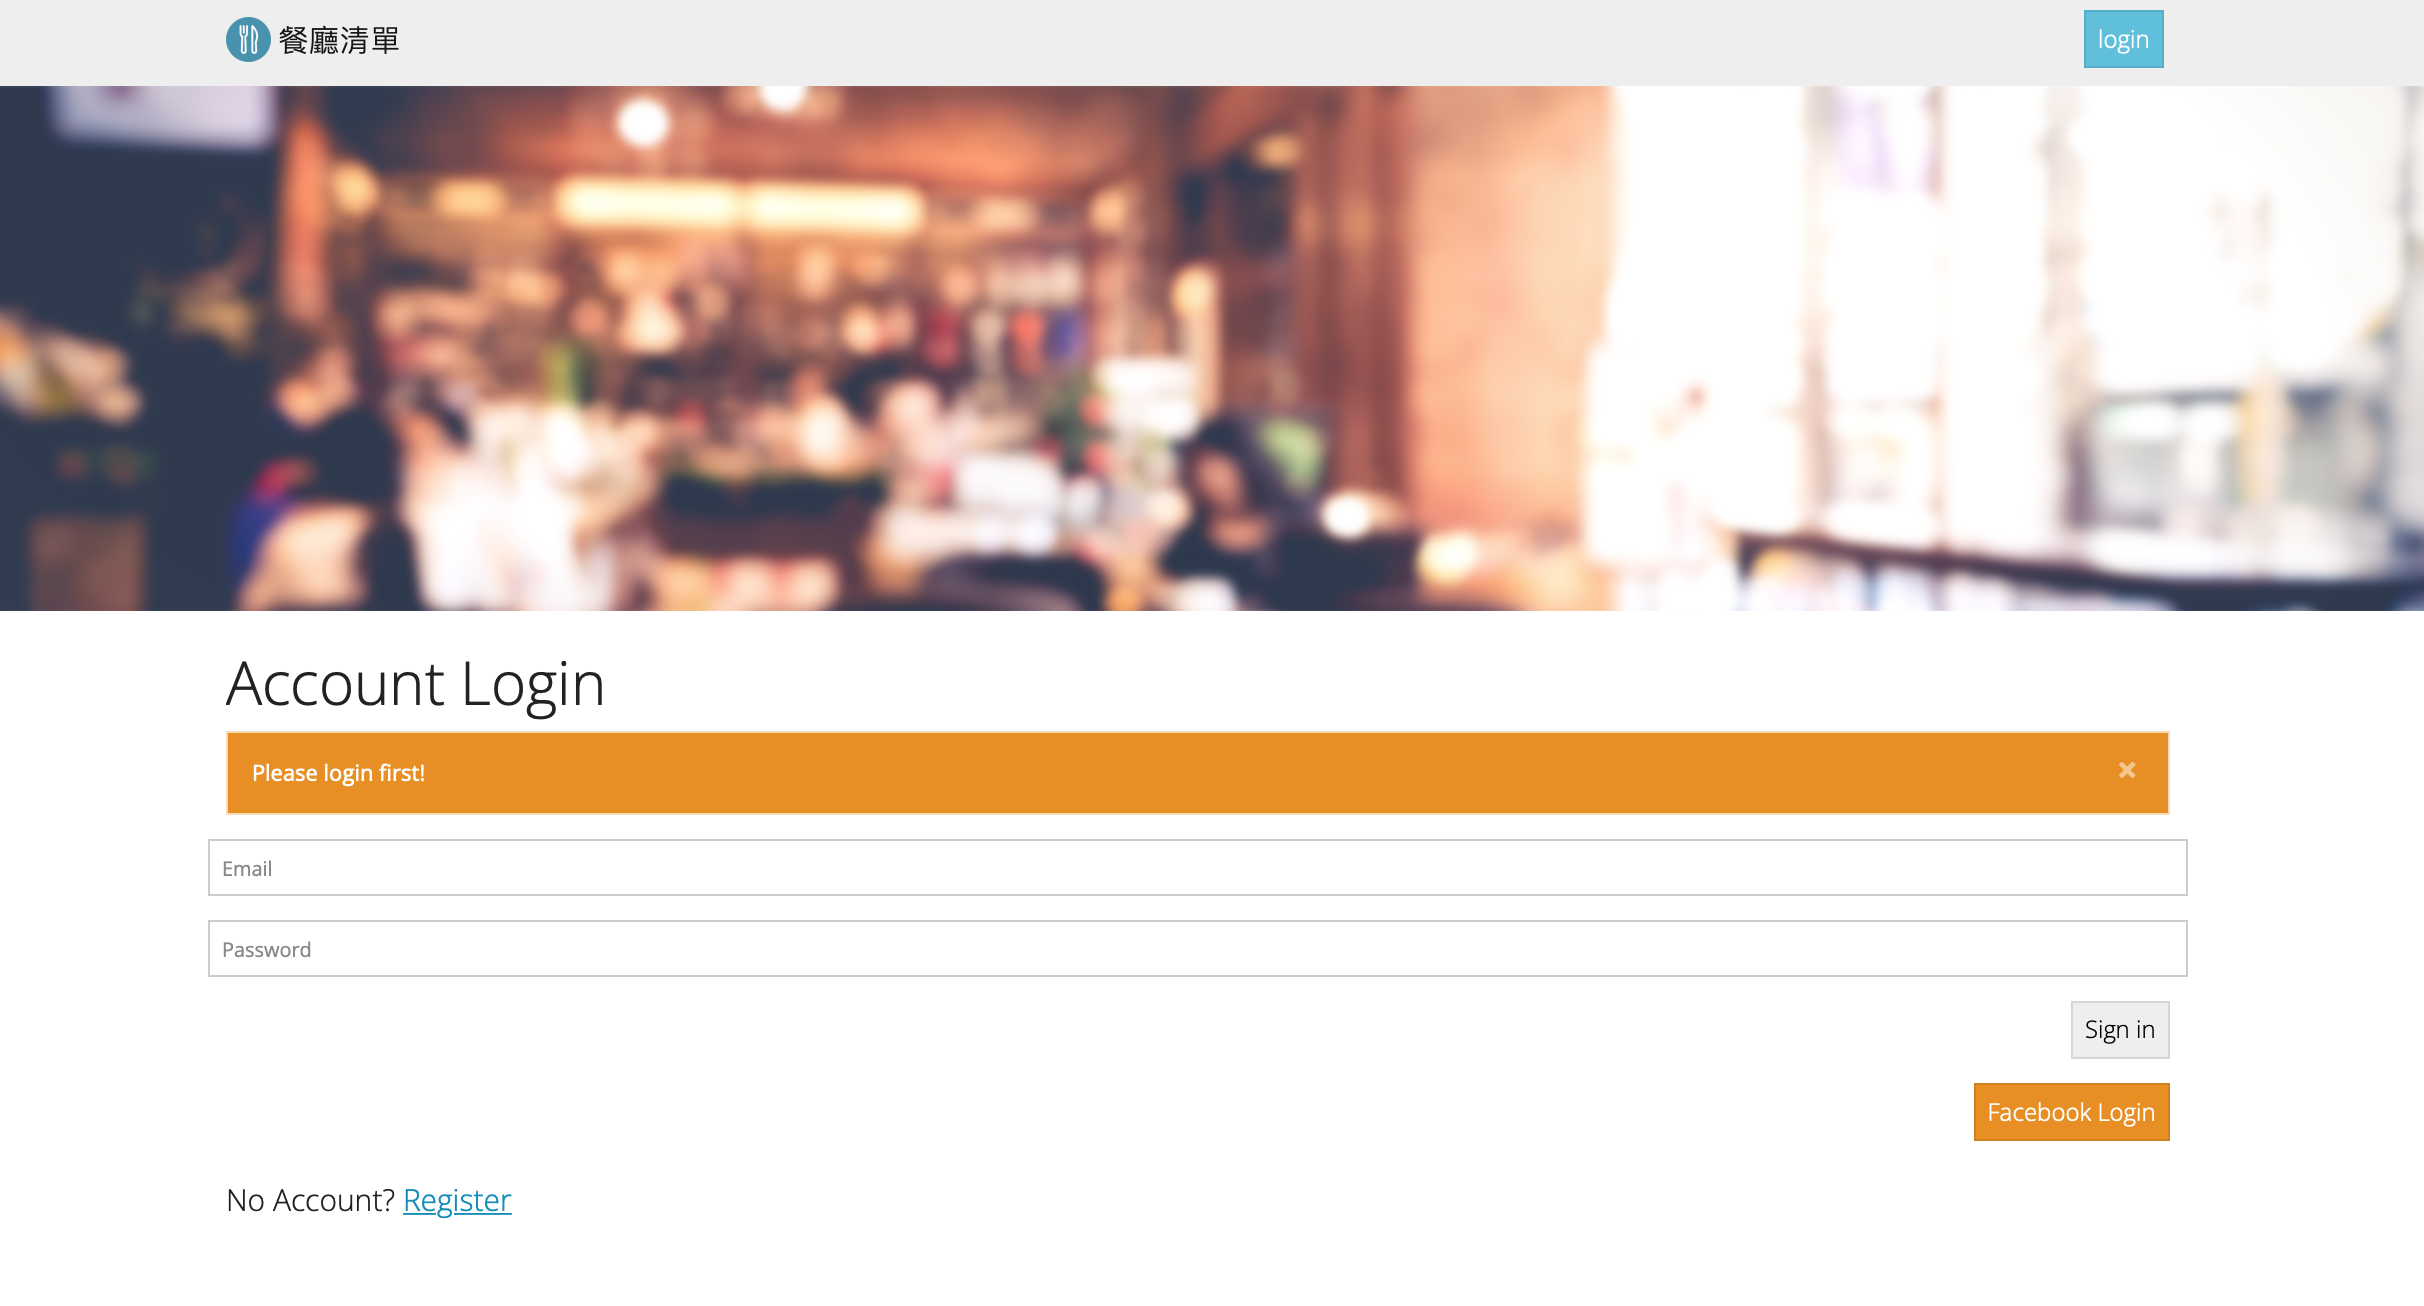 餐廳清單
login
Account Login
Please login first!
×
Email
Password
Sign in
Facebook Login
No Account? Register